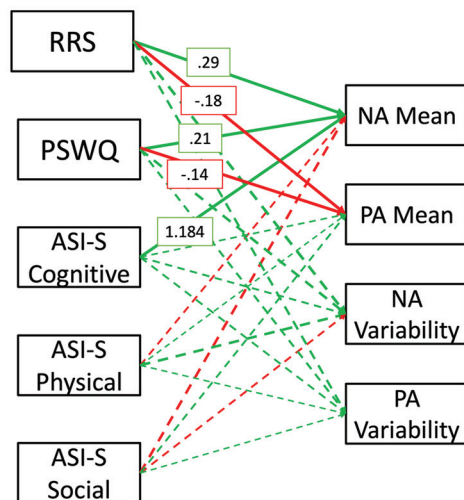 RRS
.29
-.18
NA Mean
PSWQ
.21
-.14
PA Mean
ASI-S
Cognitive
1.184
NA
Variability
ASI-S
Physical
PA
Variability
ASI-S
Social